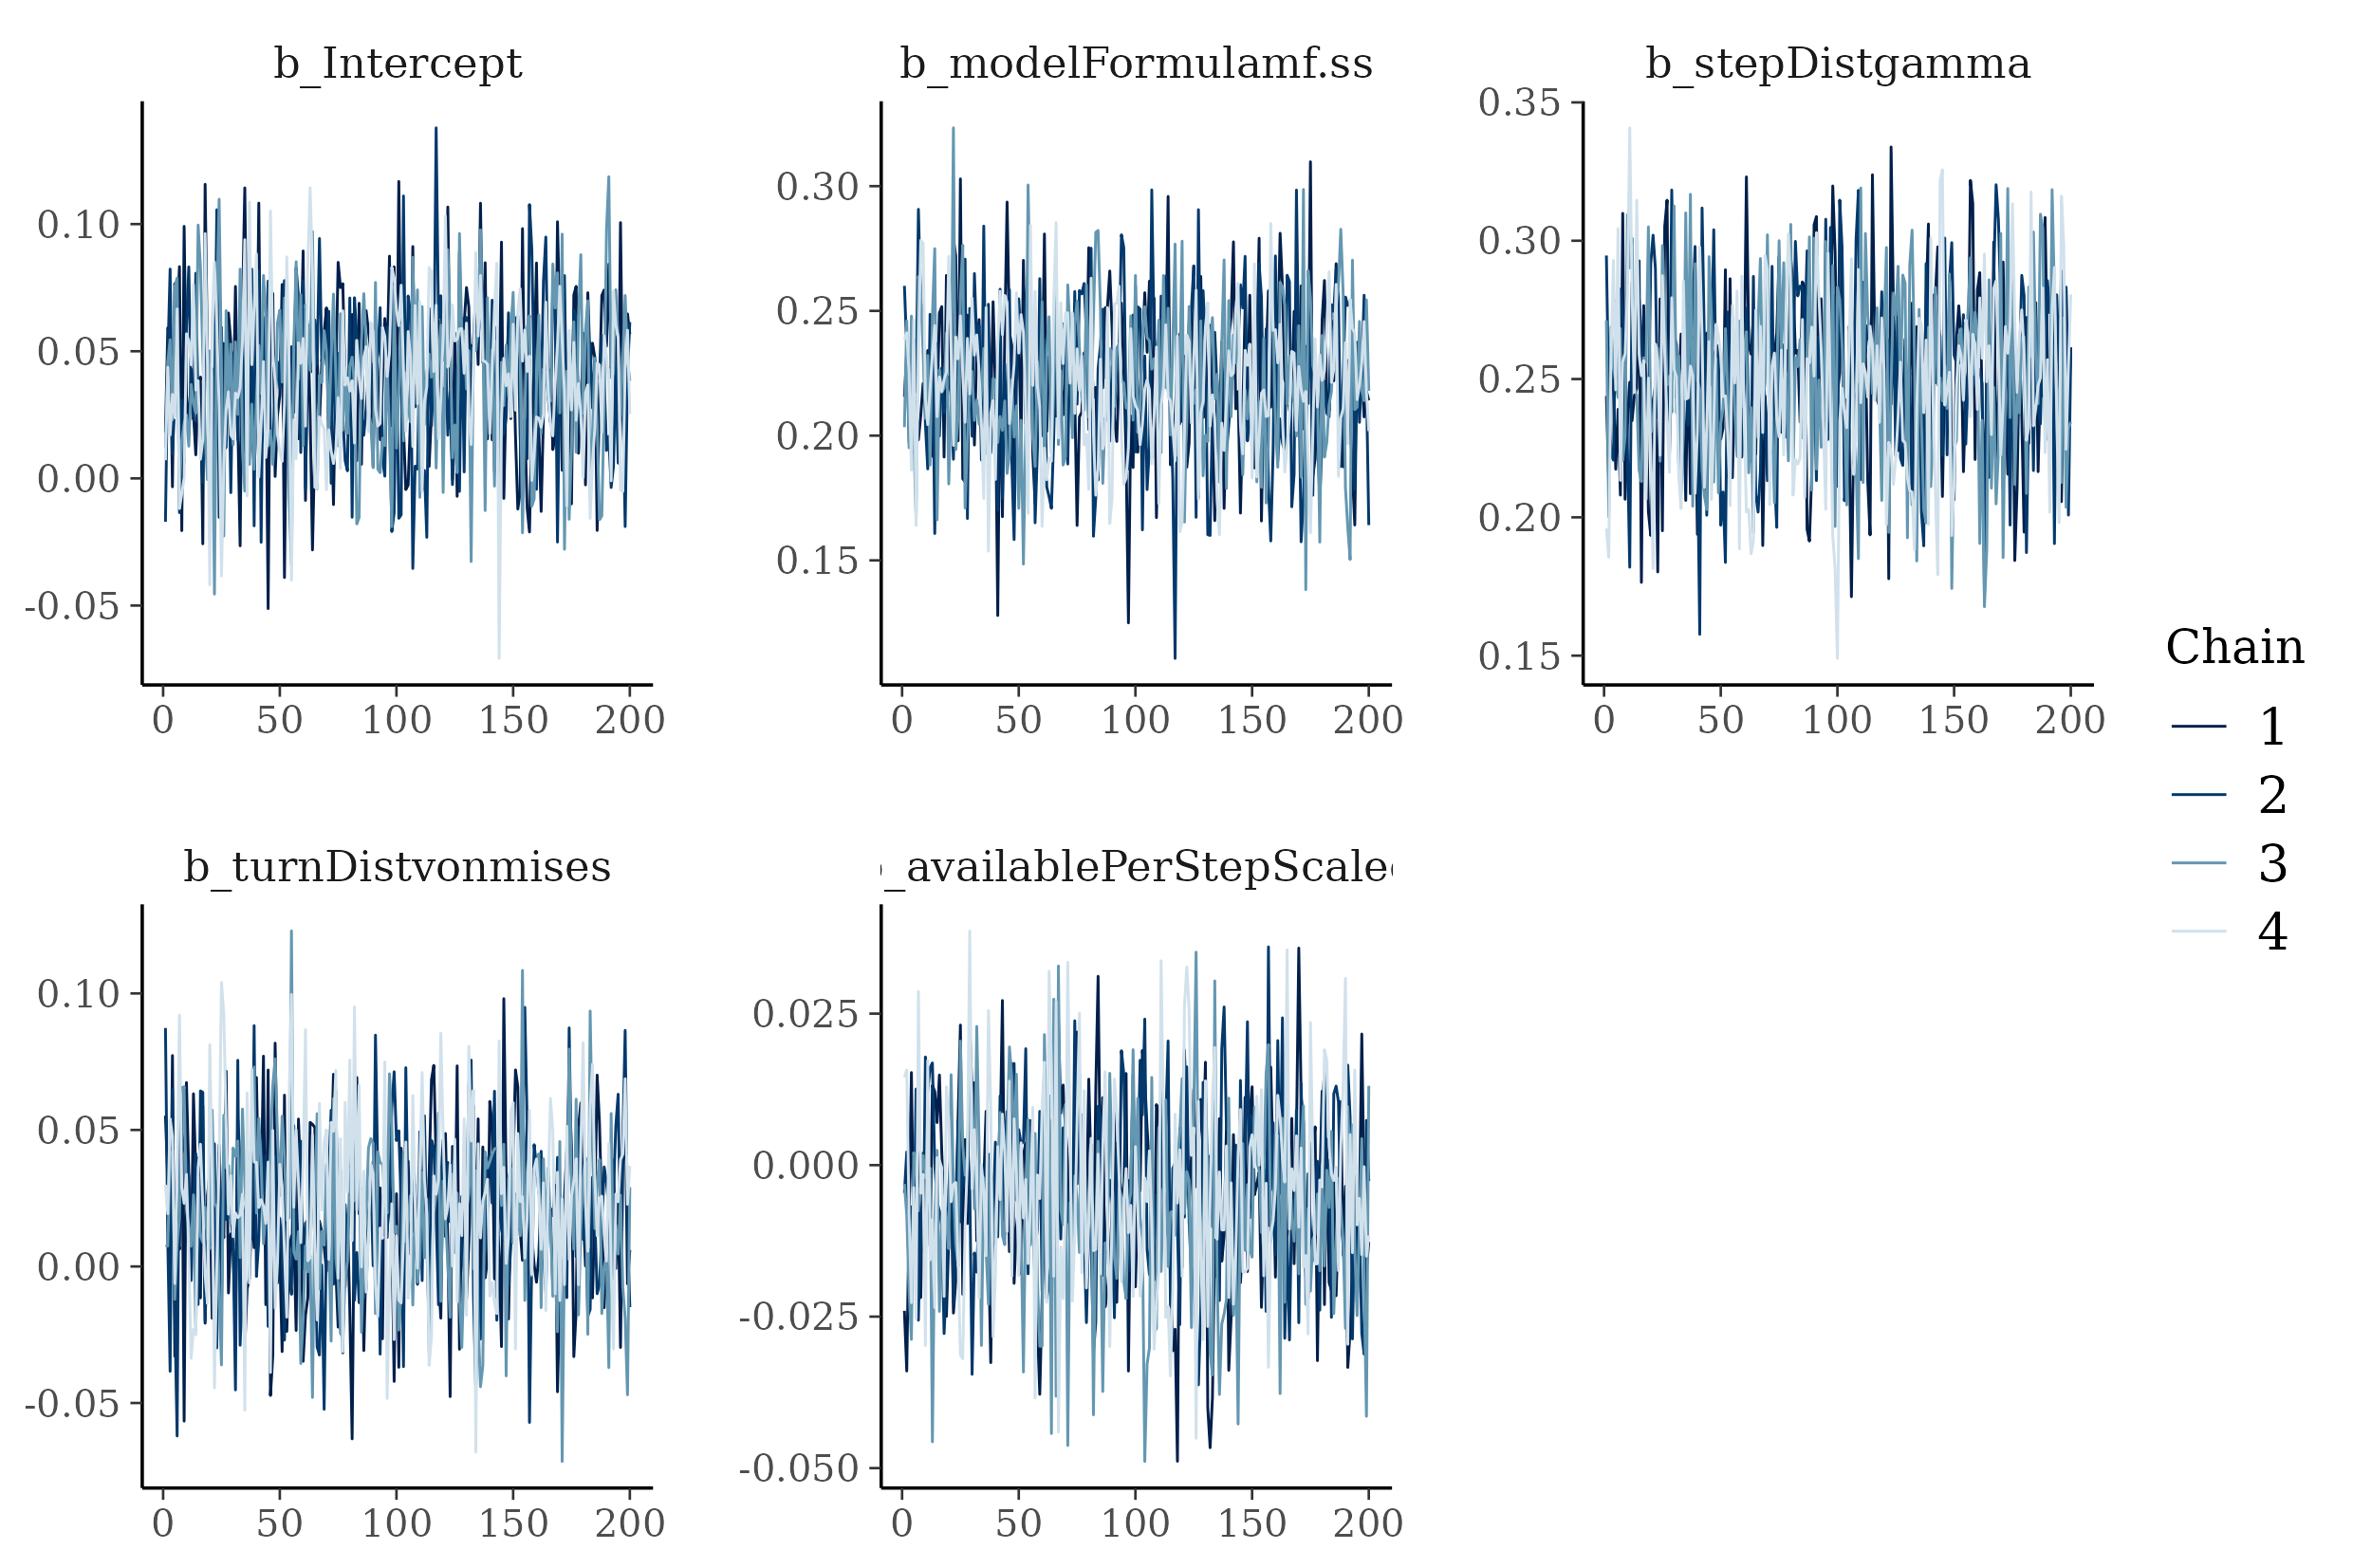 b_Intercept
0.10
0.05
0.00
-0.05
0 50 100 150 200
b_modelFormulamf.ss
0.30
0.25
0.20
0.15
0 50 100 150 200
b_stepDistgamma
0.35
0.30
0.25
0.20
0.15
0 50 100 150 200
b_turnDistvonmises
0.10
0.05
0.00
-0.05
0 50 100 150 200
_availablePerStepScale
0.025
0.000
-0.025
-0.050
0 50 100 150 200
Chain
1
2
3
4